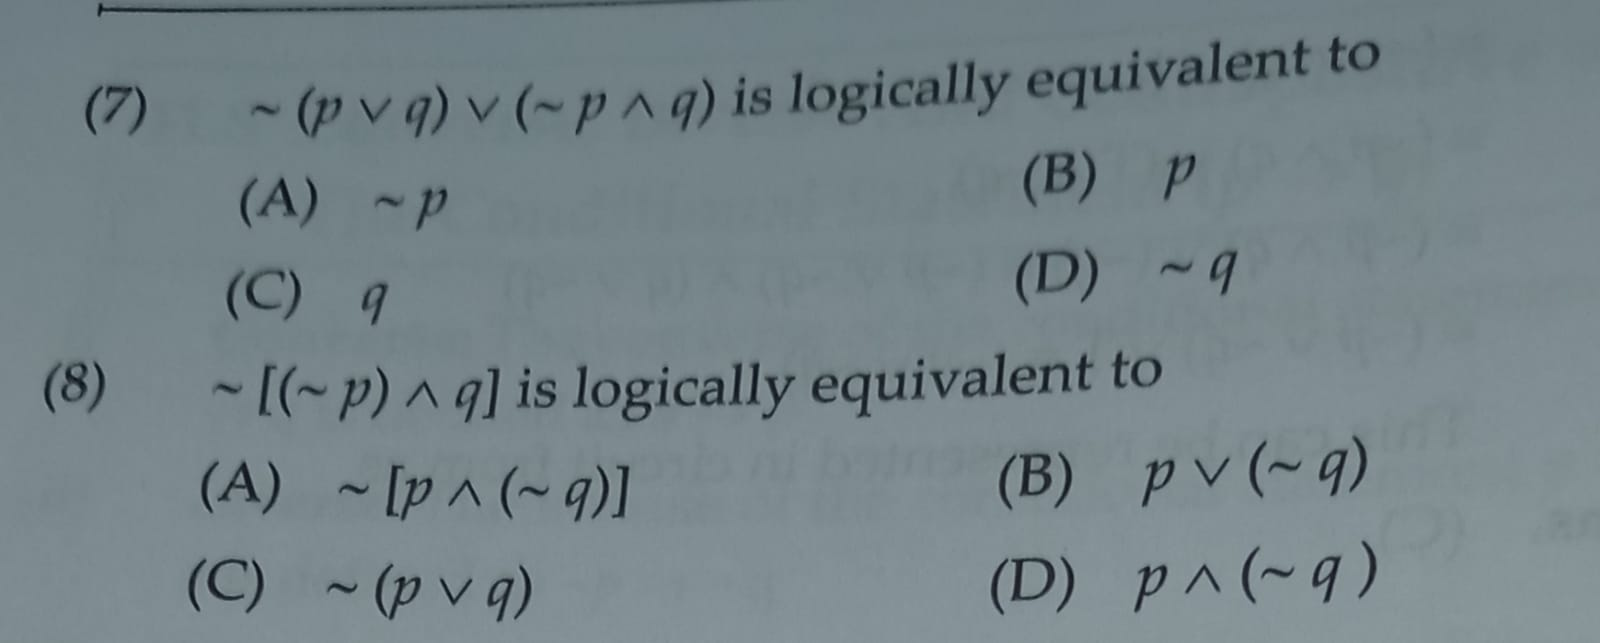 (7) ~ (p ∨ q) ∨ (~ p ∧ q) is logically equivalent to
(A) ~ p (B) p
(C) q (D) ~ q
(8) ~ [(~ p) ∧ q] is logically equivalent to
(A) ~ [p ∧ (~ q)] (B) p ∨ (~ q)
(C) ~ (p ∨ q) (D) p ∧ (~ q )